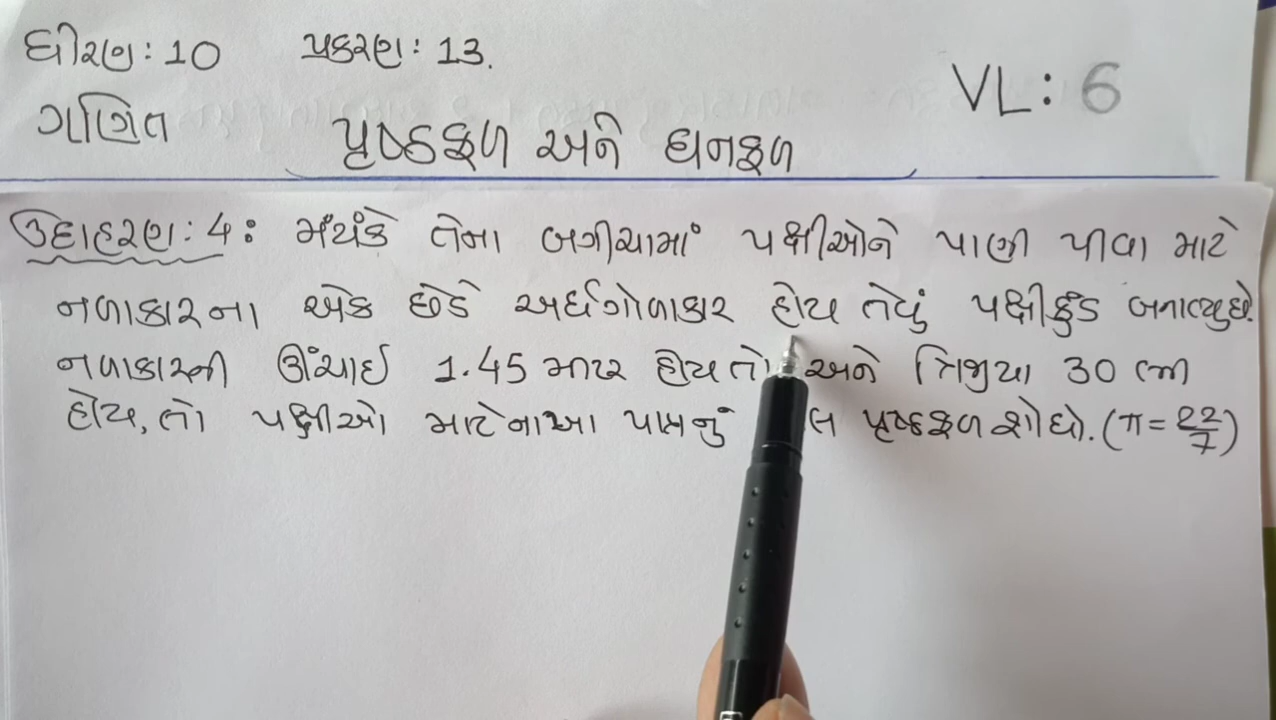 ધોરણ: 10 પ્રકરણ: 13.
VL: 6
ગણિત પૃષ્ઠફળ અને ઘનફળ
ઉદાહરણ: 4: મયંકે તેના બગીચામાં પક્ષીઓને પાણી પીવા માટે
નળાકારના એક છેડે અર્ધગોળાકાર હોય તેવું પક્ષીકુંડ બનાવ્યુ છે.
નળાકારની ઊંચાઈ 1.45 મીટર હોય તો અને ત્રિજ્યા 30 સેમી
હોય, તો પક્ષીઓ માટેના આ પાત્રનું પૃષ્ઠફળ શોધો. (π = 22/7)